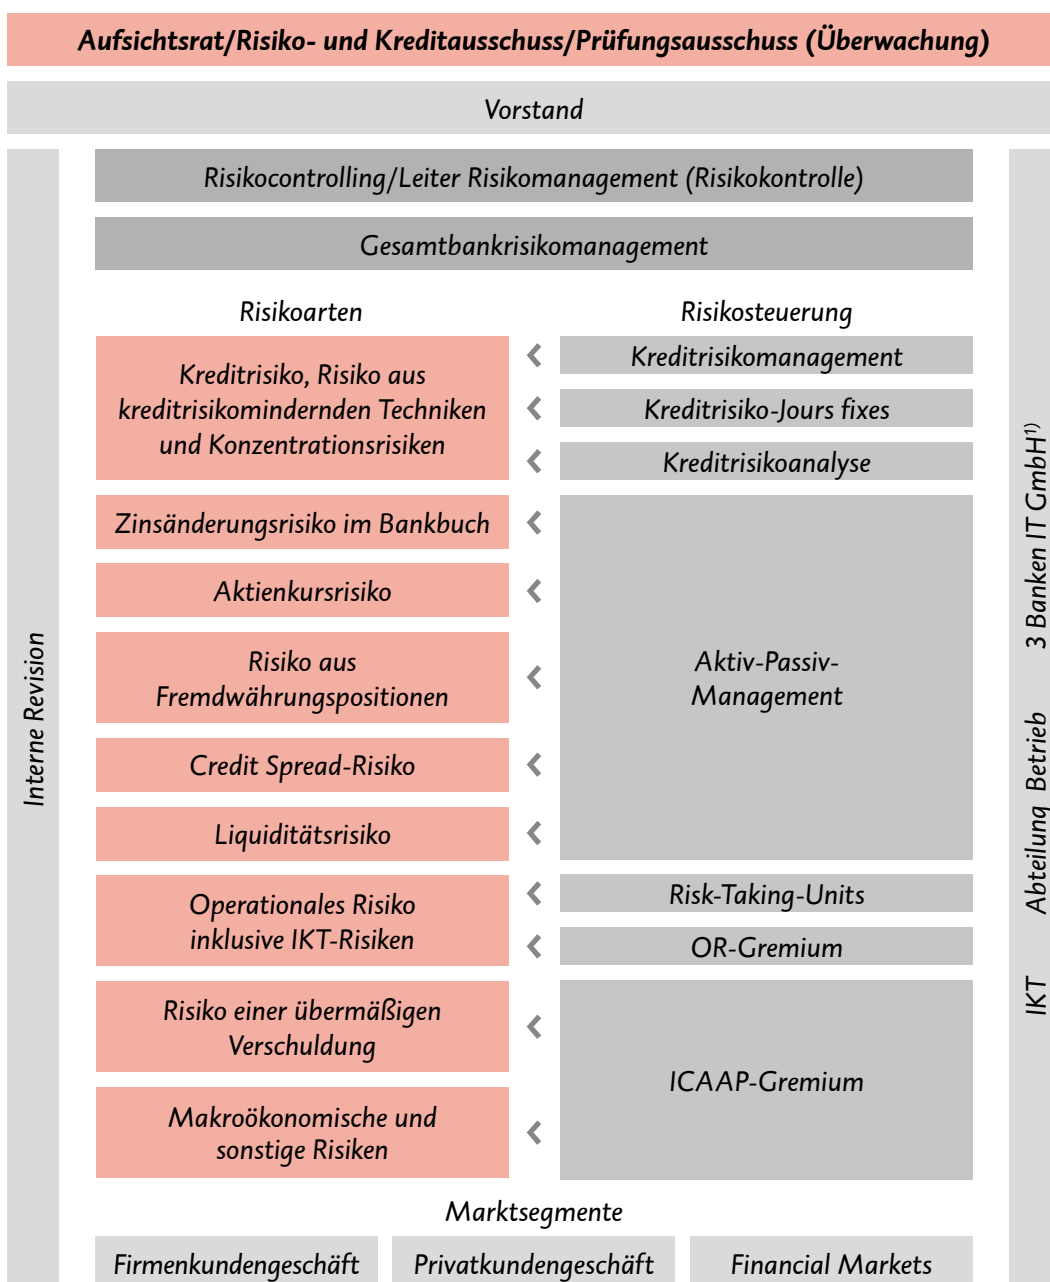 Aufsichtsrat/Risiko- und Kreditausschuss/Prüfungsausschuss (Überwachung)
Vorstand
Interne Revision
Risikocontrolling/Leiter Risikomanagement (Risikokontrolle)
Gesamtbankrisikomanagement
Risikoarten
Risikosteuerung
Kreditrisiko, Risiko aus
kreditrisikomindernden Techniken
und Konzentrationsrisiken
Kreditrisikomanagement
Kreditrisiko-Jours fixes
Kreditrisikoanalyse
Zinsänderungsrisiko im Bankbuch
Aktienkursrisiko
Risiko aus
Fremdwährungspositionen
Credit Spread-Risiko
Liquiditätsrisiko
Aktiv-Passiv-
Management
Operationales Risiko
inklusive IKT-Risiken
Risk-Taking-Units
OR-Gremium
Risiko einer übermäßigen
Verschuldung
Makroökonomische und
sonstige Risiken
ICAAP-Gremium
IKT Abteilung Betrieb 3 Banken IT GmbH¹⁾
Marktsegmente
Firmenkundengeschäft
Privatkundengeschäft
Financial Markets